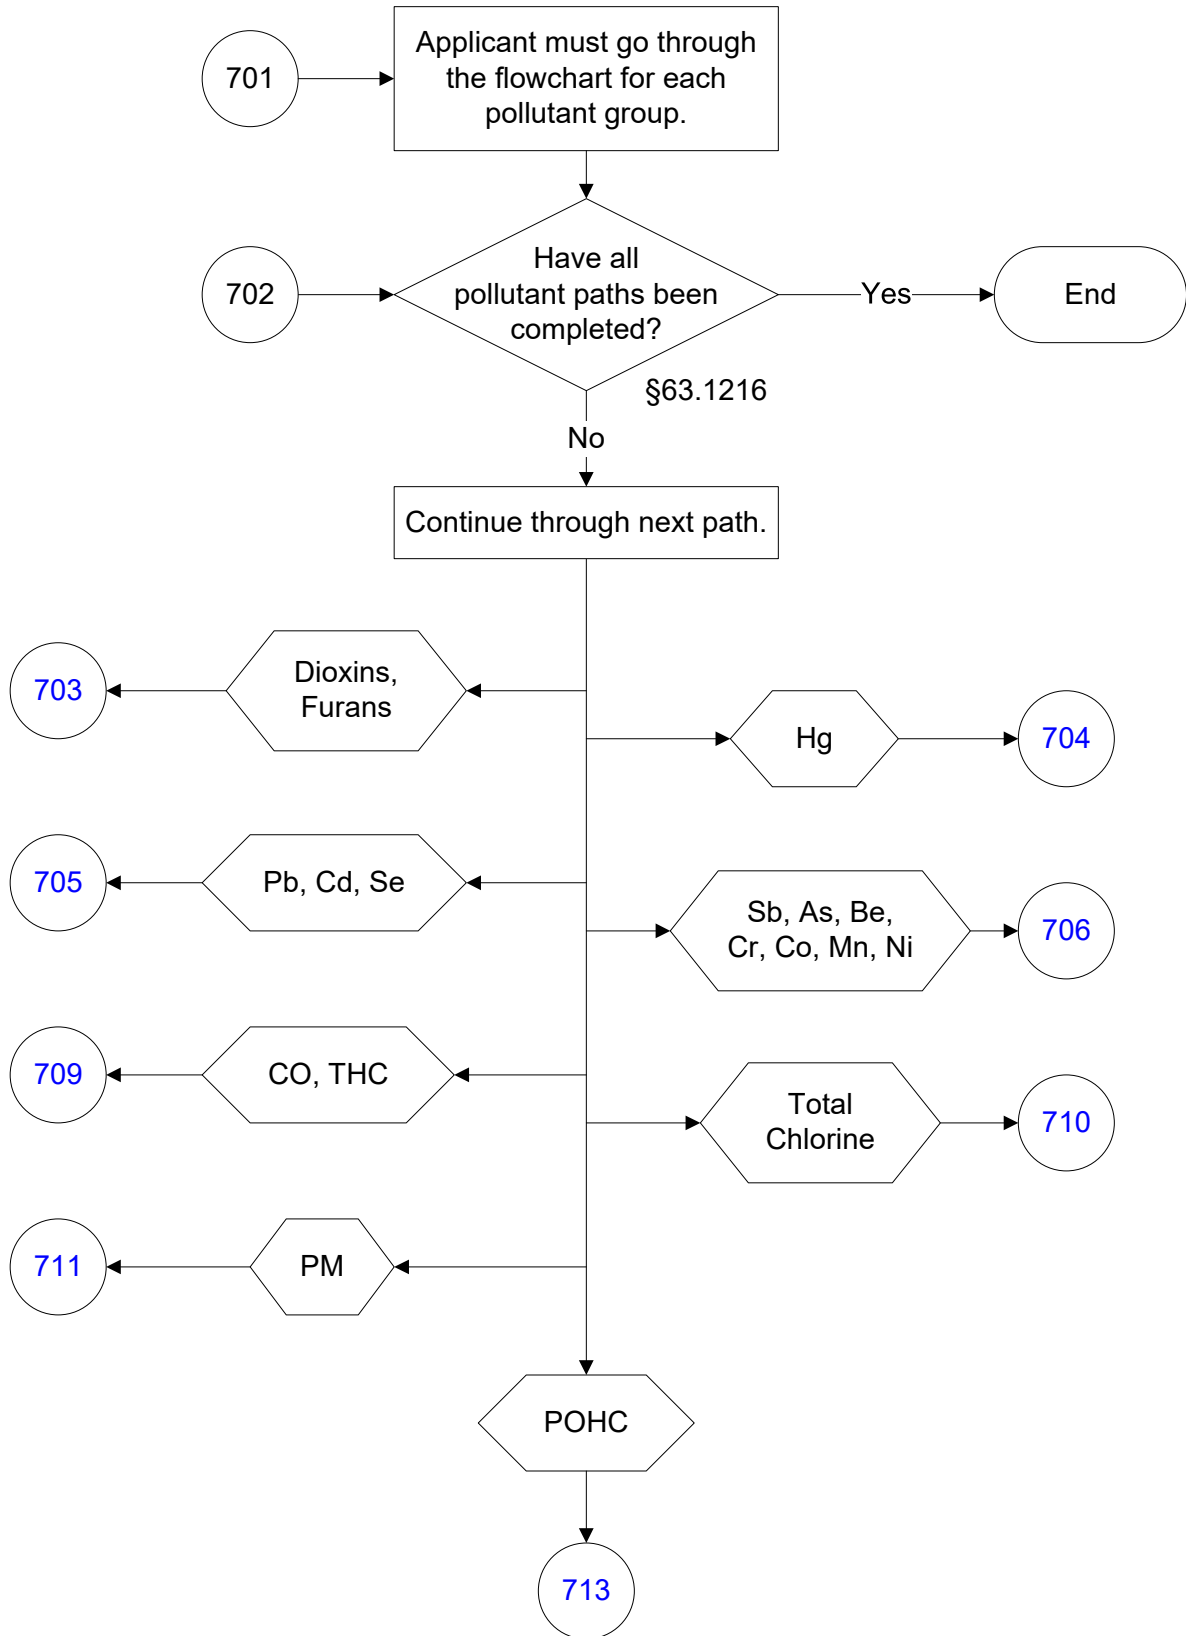 701
Applicant must go through
the flowchart for each
pollutant group.
702
Have all
pollutant paths been
completed?
Yes
End
§63.1216
No
Continue through next path.
703
Dioxins,
Furans
Hg
704
705
Pb, Cd, Se
Sb, As, Be,
Cr, Co, Mn, Ni
706
709
CO, THC
Total
Chlorine
710
711
PM
POHC
713